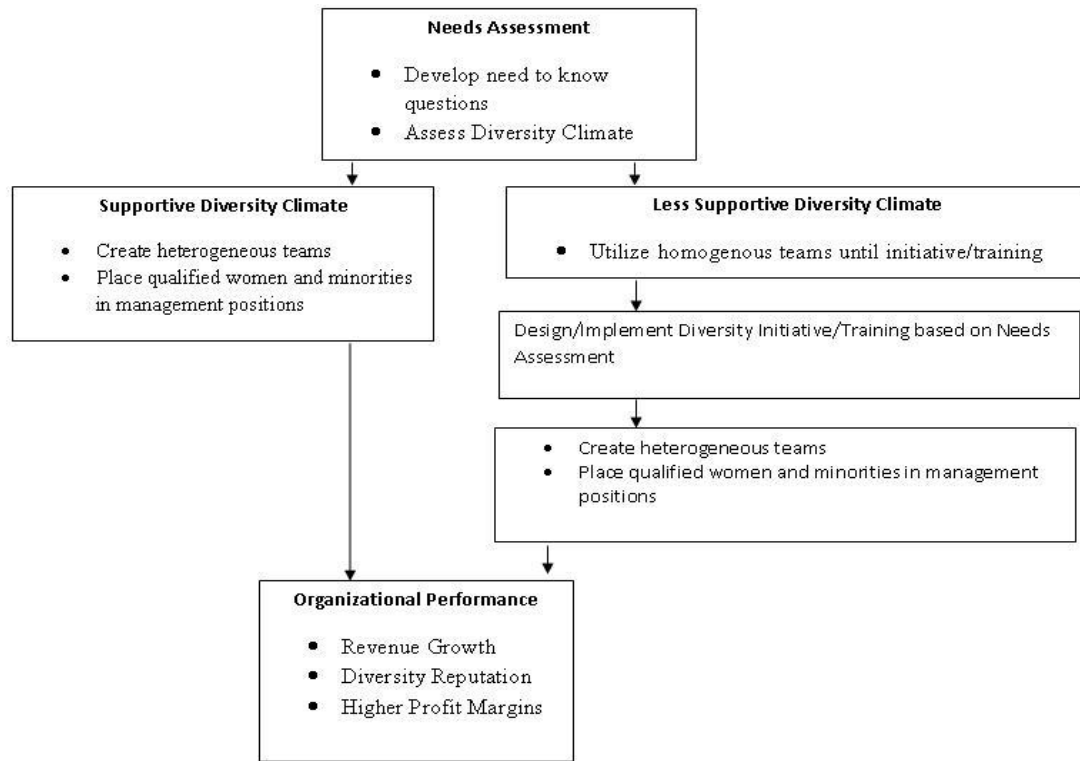 Needs Assessment
• Develop need to know
questions
• Assess Diversity Climate
Supportive Diversity Climate
• Create heterogeneous teams
• Place qualified women and minorities
in management positions
Less Supportive Diversity Climate
• Utilize homogenous teams until initiative/training
Design/Implement Diversity Initiative/Training based on Needs
Assessment
• Create heterogeneous teams
• Place qualified women and minorities in management
positions
Organizational Performance
• Revenue Growth
• Diversity Reputation
• Higher Profit Margins